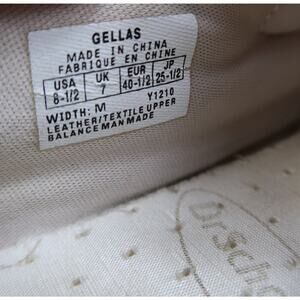 GELLAS
MADE IN CHINA
FABRIQUE EN CHINE
USA UK EUR JP
8-1/2 7 40-1/2 25-1/2
WIDTH: M Y1210
LEATHER/TEXTILE UPPER
BALANCE MAN MADE
Dr Scho